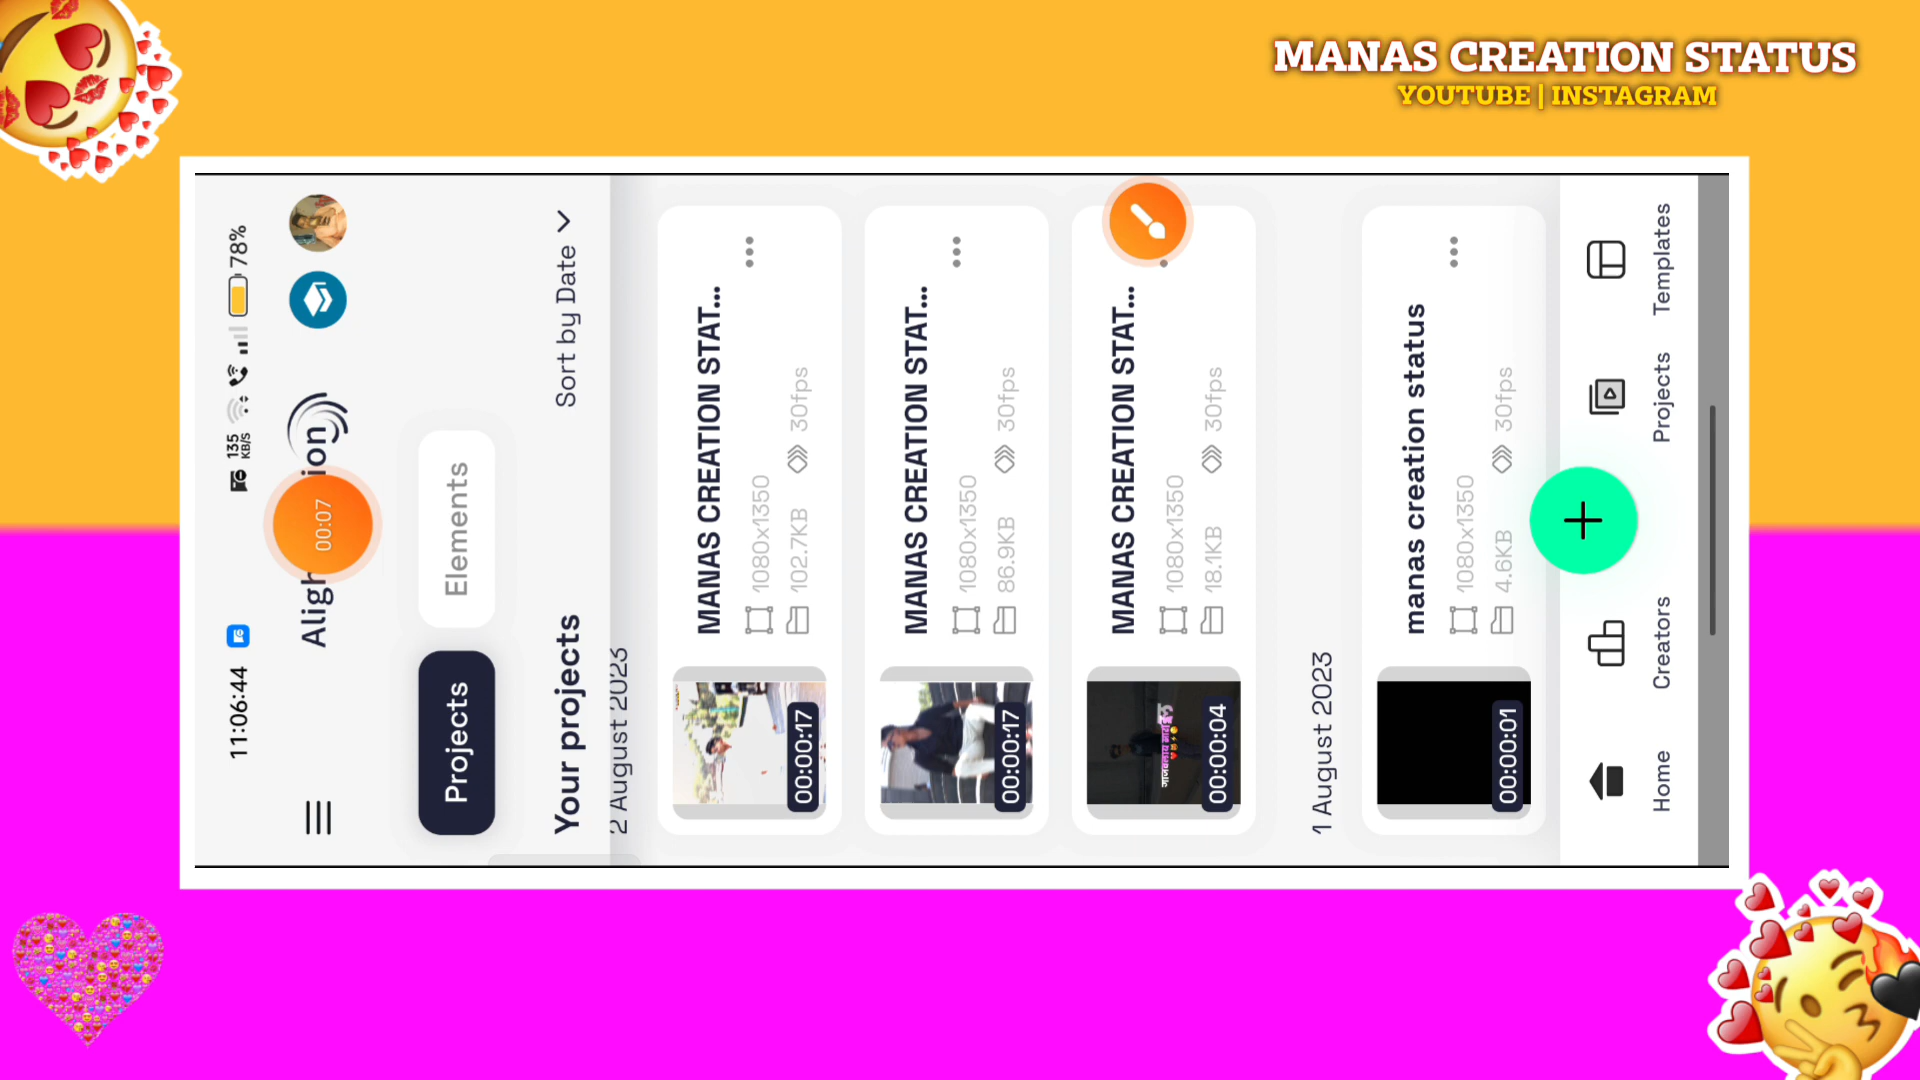 MANAS CREATION STATUS
YOUTUBE | INSTAGRAM
11:06:44
135
KB/S
78%
00:07
Projects
Elements
Your projects
Sort by Date
2 August 2023
MANAS CREATION STAT...
1080x1350
102.7KB
30fps
00:00:17
MANAS CREATION STAT...
1080x1350
86.9KB
30fps
00:00:17
MANAS CREATION STAT...
1080x1350
18.1KB
30fps
00:00:04
1 August 2023
manas creation status
1080x1350
4.6KB
30fps
00:00:01
Home
Creators
Projects
Templates